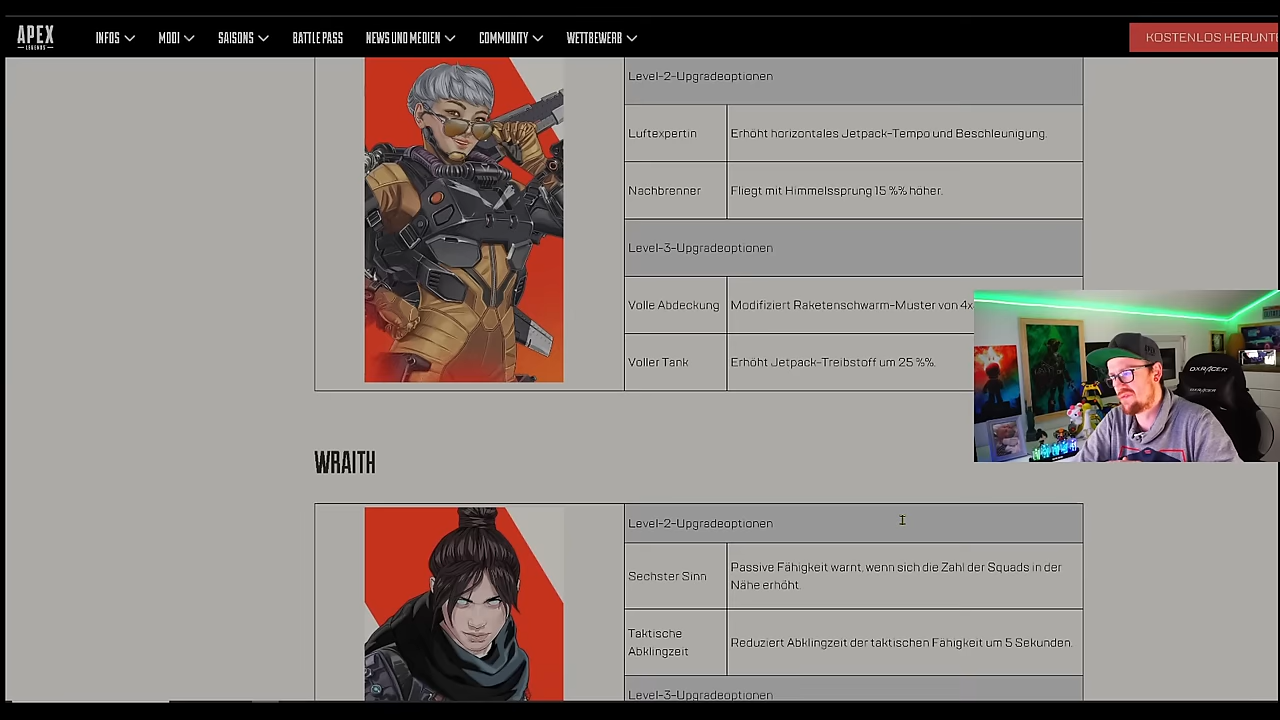 APEX
LEGENDS
INFOS
MODI
SAISONS
BATTLE PASS
NEWS UND MEDIEN
COMMUNITY
WETTBEWERB
KOSTENLOS HERUNT
Level-2-Upgradeoptionen
Luftexpertin
Erhöht horizontales Jetpack-Tempo und Beschleunigung.
Nachbrenner
Fliegt mit Himmelssprung 15 %% höher.
Level-3-Upgradeoptionen
Volle Abdeckung
Modifiziert Raketenschwarm-Muster von 4x
Voller Tank
Erhöht Jetpack-Treibstoff um 25 %%.
DXRACER
DXRACER
WRAITH
Level-2-Upgradeoptionen
Sechster Sinn
Passive Fähigkeit warnt, wenn sich die Zahl der Squads in der
Nähe erhöht.
Taktische
Abklingzeit
Reduziert Abklingzeit der taktischen Fähigkeit um 5 Sekunden.
Level-3-Upgradeoptionen